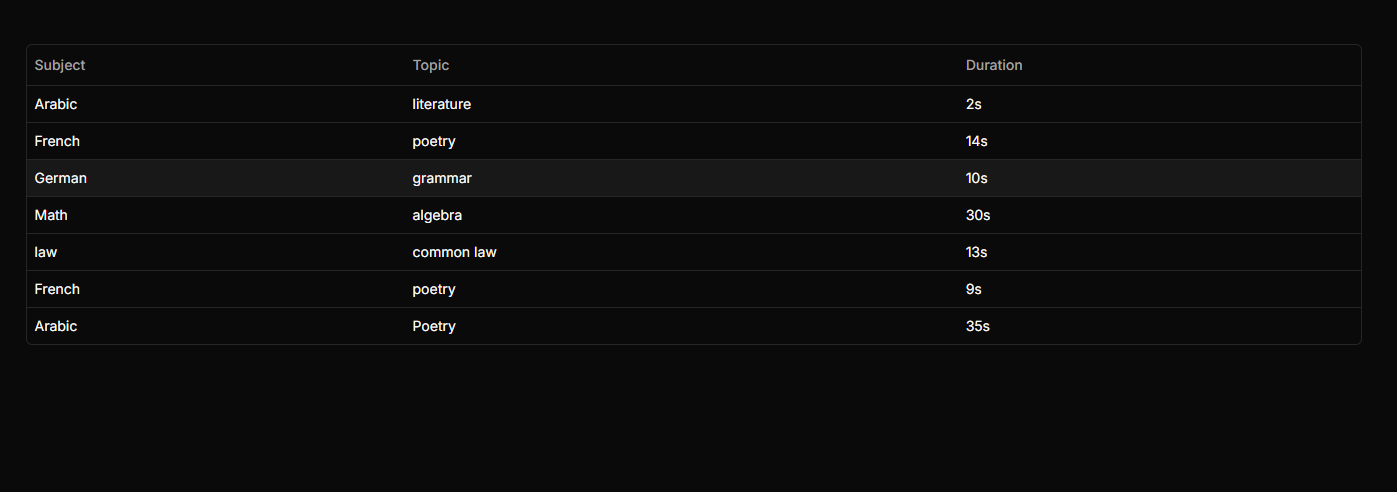 Subject Topic Duration
Arabic literature 2s
French poetry 14s
German grammar 10s
Math algebra 30s
law common law 13s
French poetry 9s
Arabic Poetry 35s